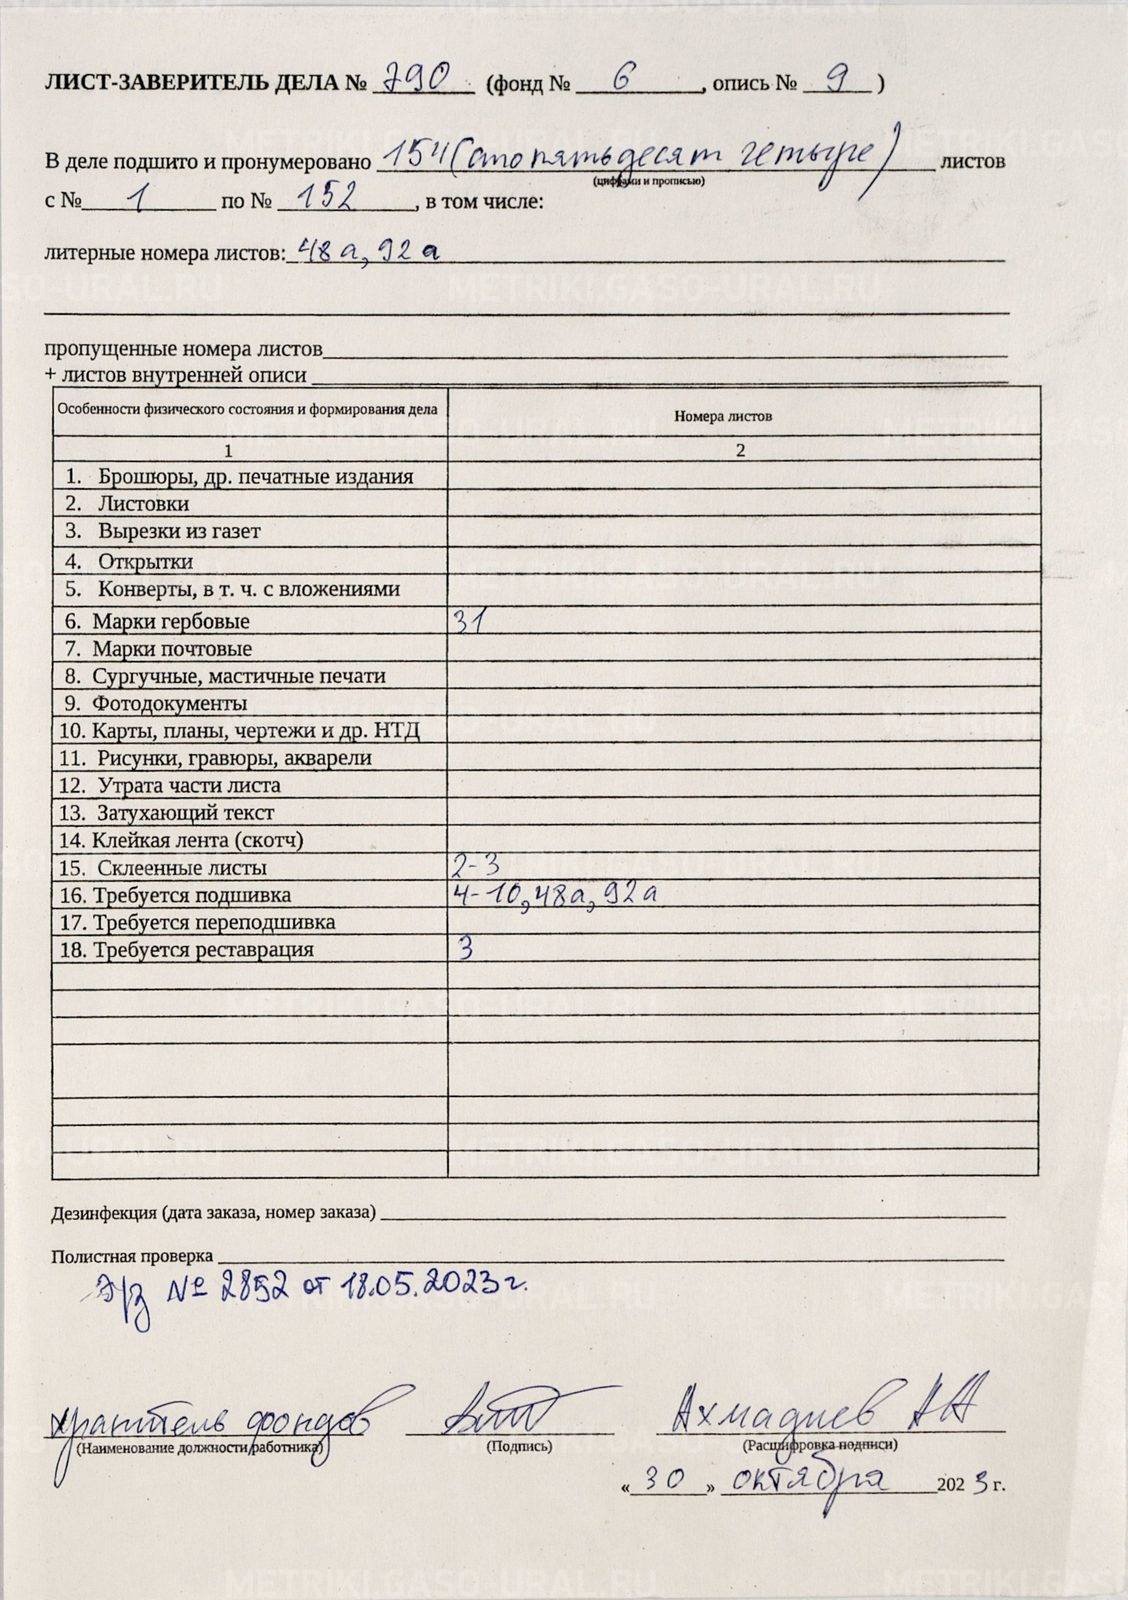 ЛИСТ-ЗАВЕРИТЕЛЬ ДЕЛА № 790 (фонд № 6, опись № 9)
В деле подшито и пронумеровано 154 (сто пятьдесят четыре) листов
(цифрами и прописью)
с № 1 по № 152, в том числе:
литерные номера листов: 48а, 92а
пропущенные номера листов
+ листов внутренней описи
Особенности физического состояния и формирования дела Номера листов
1 2
1. Брошюры, др. печатные издания
2. Листовки
3. Вырезки из газет
4. Открытки
5. Конверты, в т. ч. с вложениями
6. Марки гербовые 31
7. Марки почтовые
8. Сургучные, мастичные печати
9. Фотодокументы
10. Карты, планы, чертежи и др. НТД
11. Рисунки, гравюры, акварели
12. Утрата части листа
13. Затухающий текст
14. Клейкая лента (скотч)
15. Склеенные листы 2-3
16. Требуется подшивка 4-10, 48а, 92а
17. Требуется переподшивка
18. Требуется реставрация 3
Дезинфекция (дата заказа, номер заказа)
Полистная проверка
№ 2852 от 18.05.2023 г.
хранитель фондов Ахмадиев АА
(Наименование должности работника) (Подпись) (Расшифровка подписи)
«30» октября 2023 г.
METRIKI.GASO-URAL.RU